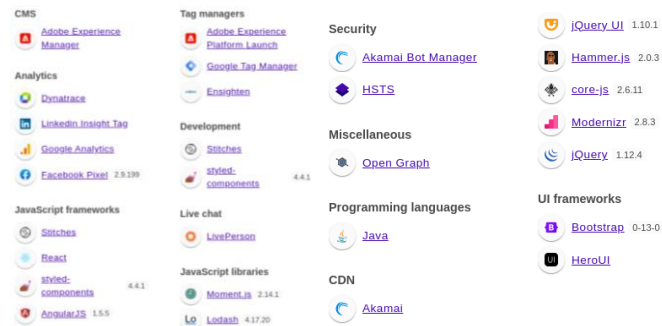 CMS
Adobe Experience
Manager
Analytics
Dynatrace
Linkedin Insight Tag
Google Analytics
Facebook Pixel 2.9.199
JavaScript frameworks
Stitches
React
styled-
components 4.4.1
AngularJS 1.5.5
Tag managers
Adobe Experience
Platform Launch
Google Tag Manager
Ensighten
Development
Stitches
styled-
components 4.4.1
Live chat
LivePerson
JavaScript libraries
Moment.js 2.14.1
Lodash 4.17.20
Security
Akamai Bot Manager
HSTS
Miscellaneous
Open Graph
Programming languages
Java
CDN
Akamai
jQuery UI 1.10.1
Hammer.js 2.0.3
core-js 2.6.11
Modernizr 2.8.3
jQuery 1.12.4
UI frameworks
Bootstrap 0-13-0
HeroUI